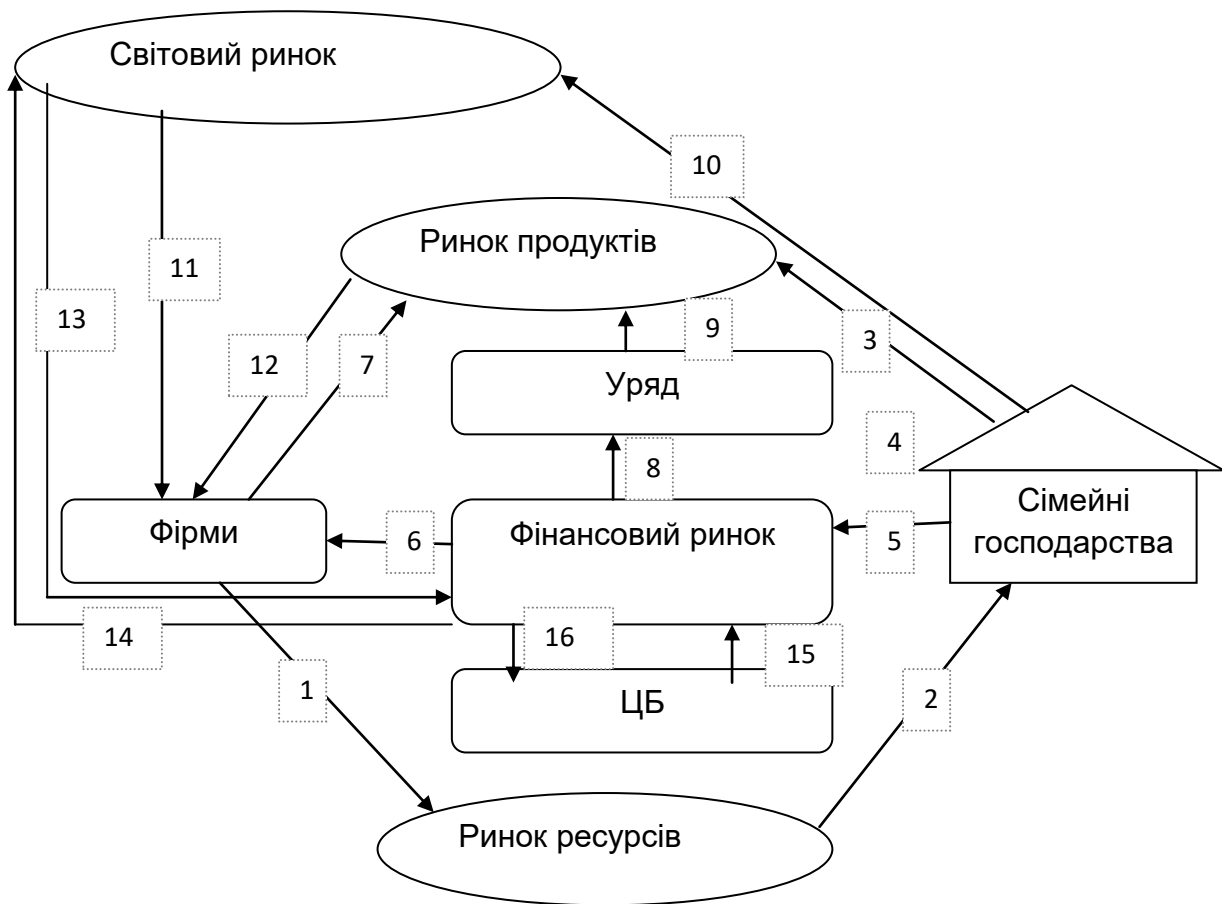 Світовий ринок
10
Ринок продуктів
11
13
9
3
12
7
Уряд
4
8
Сімейні
господарства
Фірми
6
Фінансовий ринок
5
14
16
15
1
ЦБ
2
Ринок ресурсів